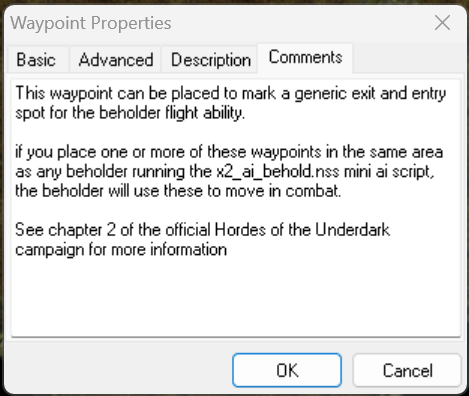 Waypoint Properties
Basic Advanced Description Comments
This waypoint can be placed to mark a generic exit and entry
spot for the beholder flight ability.
if you place one or more of these waypoints in the same area
as any beholder running the x2_ai_behold.nss mini ai script,
the beholder will use these to move in combat.
See chapter 2 of the official Hordes of the Underdark
campaign for more information
OK Cancel